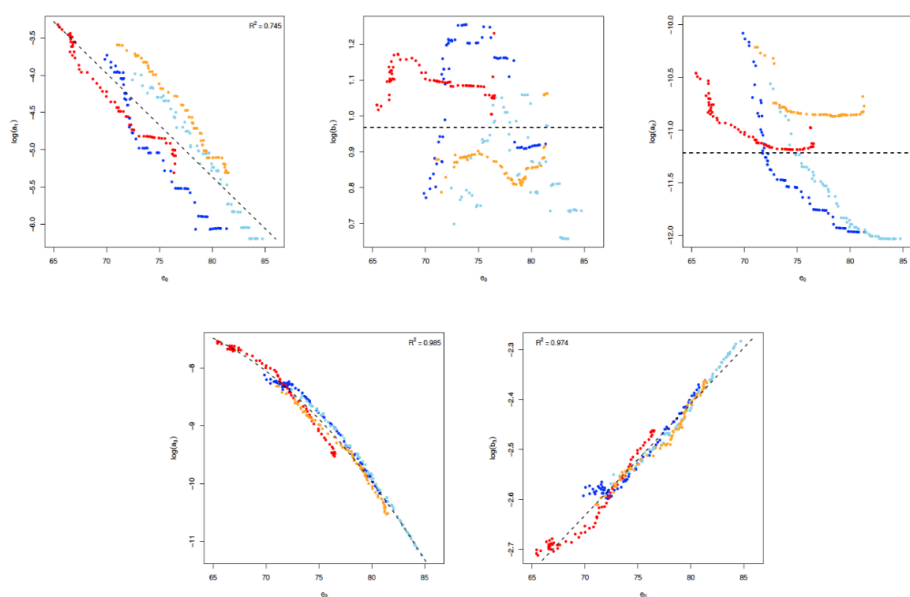 R² = 0.745
log(a₁)
-3.5
-4.0
-4.5
-5.0
-5.5
-6.0
65 70 75 80 85
e₀
log(b₁)
1.2
1.1
1.0
0.9
0.8
0.7
65 70 75 80 85
e₀
log(a₂)
-10.0
-10.5
-11.0
-11.5
-12.0
65 70 75 80 85
e₀
R² = 0.985
-8
-9
-10
-11
65 70 75 80 85
e₀
R² = 0.974
-2.3
-2.4
-2.5
-2.6
-2.7
65 70 75 80 85
e₀